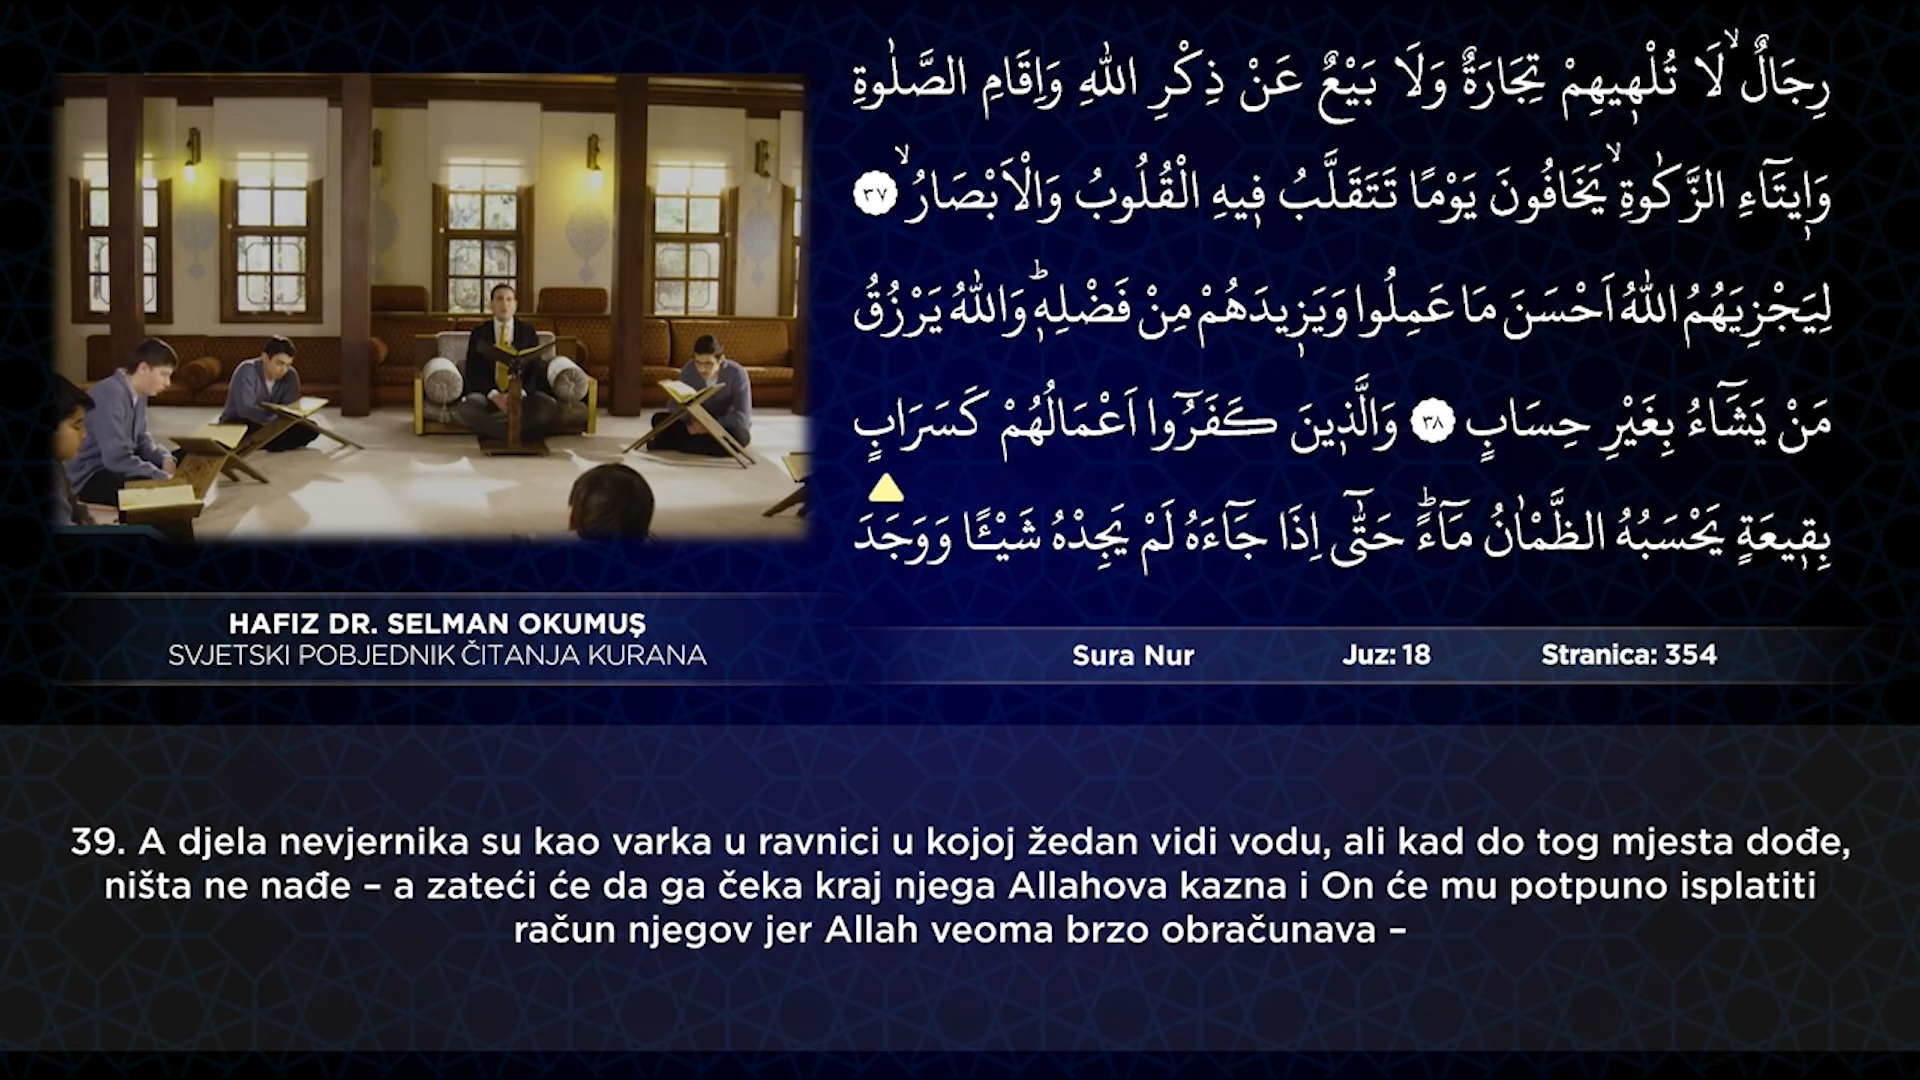 رِجَالٌۙ لَا تُلْهٖيهِمْ تِجَارَةٌ وَلَا بَيْعٌ عَنْ ذِكْرِ اللّٰهِ وَاِقَامِ الصَّلٰوةِ
وَاٖيتَٓاءِ الزَّكٰوةِۙ يَخَافُونَ يَوْمًا تَتَقَلَّبُ فٖيهِ الْقُلُوبُ وَالْاَبْصَارُۙ ٣٧
لِيَجْزِيَهُمُ اللّٰهُ اَحْسَنَ مَا عَمِلُوا وَيَزٖيدَهُمْ مِنْ فَضْلِهٖؕ وَاللّٰهُ يَرْزُقُ
مَنْ يَشَٓاءُ بِغَيْرِ حِسَابٍ ٣٨ وَالَّذٖينَ كَفَرُٓوا اَعْمَالُهُمْ كَسَرَابٍ
بِقٖيعَةٍ يَحْسَبُهُ الظَّمْاٰنُ مَٓاءًؕ حَتّٰٓى اِذَا جَٓاءَهُ لَمْ يَجِدْهُ شَيْـًٔا وَوَجَدَ
HAFIZ DR. SELMAN OKUMUŞ
SVJETSKI POBJEDNIK ČITANJA KURANA
Sura Nur Juz: 18 Stranica: 354
39. A djela nevjernika su kao varka u ravnici u kojoj žedan vidi vodu, ali kad do tog mjesta dođe,
ništa ne nađe – a zateći će da ga čeka kraj njega Allahova kazna i On će mu potpuno isplatiti
račun njegov jer Allah veoma brzo obračunava –